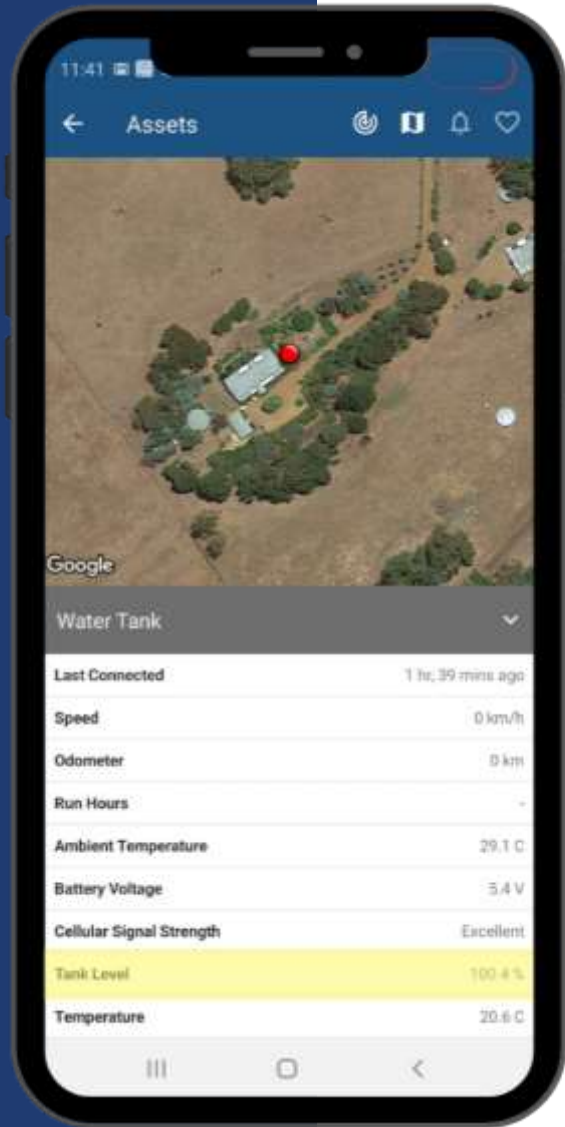 11:41
Assets
Google
Water Tank
Last Connected 1 hr, 39 mins ago
Speed 0 km/h
Odometer 0 km
Run Hours -
Ambient Temperature 29.1 C
Battery Voltage 5.4 V
Cellular Signal Strength Excellent
Tank Level 100.4 %
Temperature 20.6 C